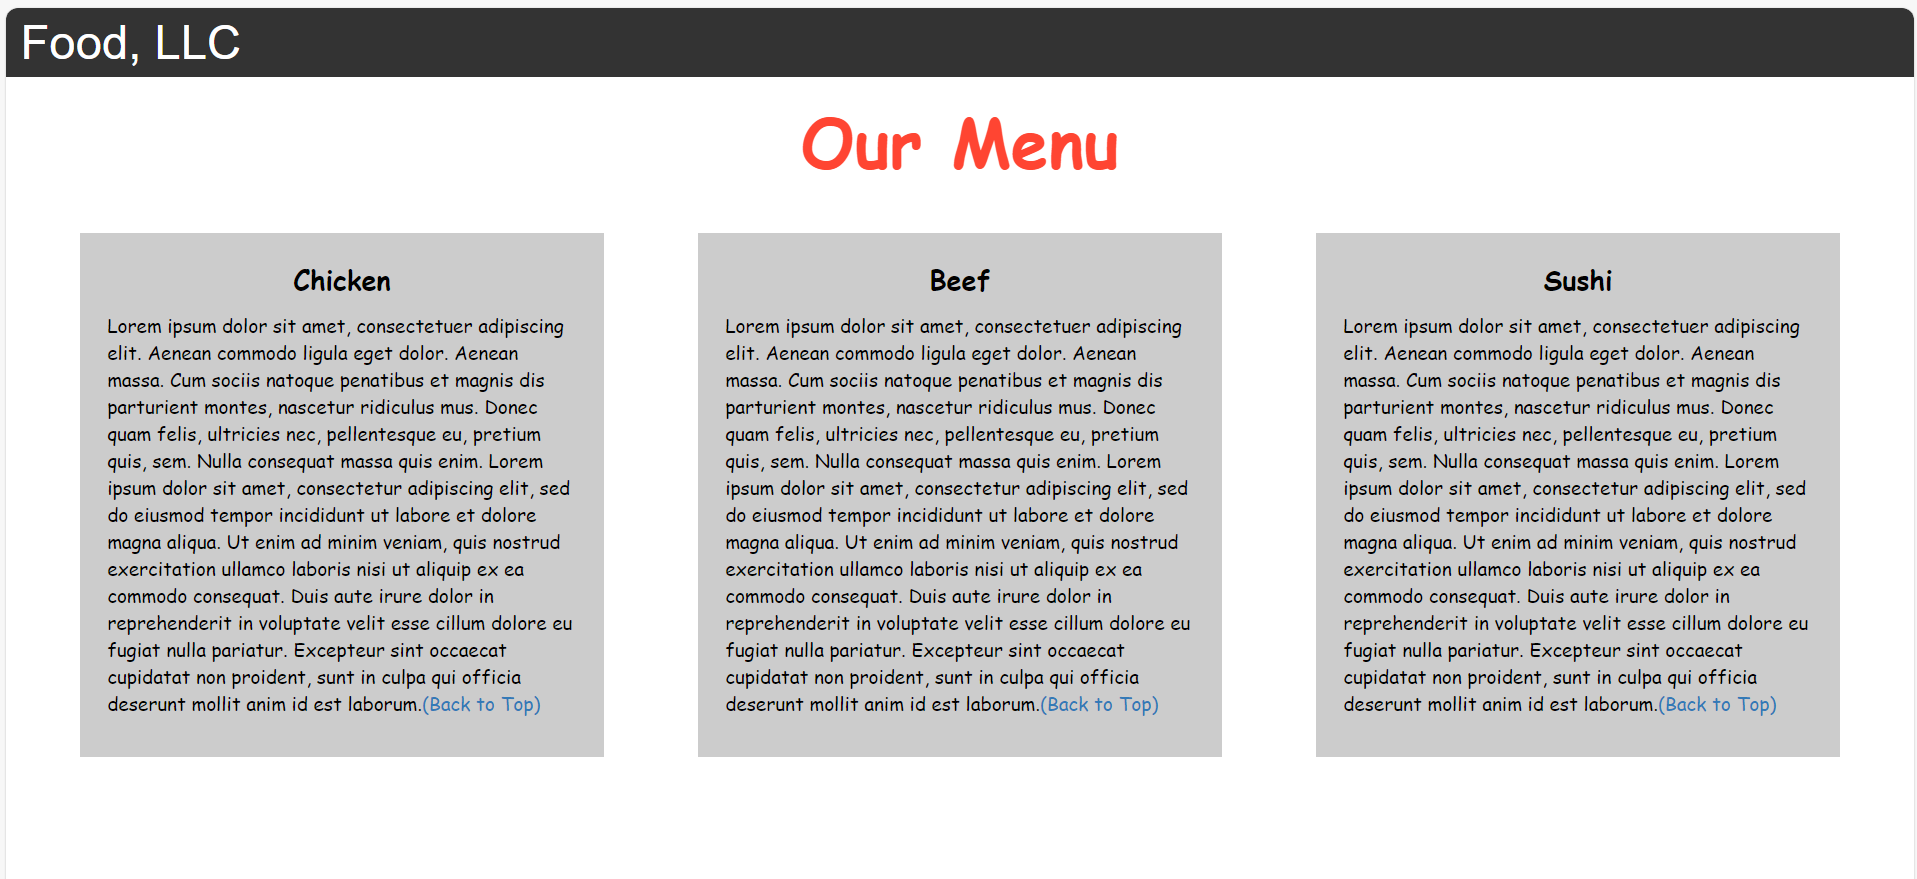 Food, LLC
Our Menu
Chicken
Lorem ipsum dolor sit amet, consectetuer adipiscing
elit. Aenean commodo ligula eget dolor. Aenean
massa. Cum sociis natoque penatibus et magnis dis
parturient montes, nascetur ridiculus mus. Donec
quam felis, ultricies nec, pellentesque eu, pretium
quis, sem. Nulla consequat massa quis enim. Lorem
ipsum dolor sit amet, consectetur adipiscing elit, sed
do eiusmod tempor incididunt ut labore et dolore
magna aliqua. Ut enim ad minim veniam, quis nostrud
exercitation ullamco laboris nisi ut aliquip ex ea
commodo consequat. Duis aute irure dolor in
reprehenderit in voluptate velit esse cillum dolore eu
fugiat nulla pariatur. Excepteur sint occaecat
cupidatat non proident, sunt in culpa qui officia
deserunt mollit anim id est laborum.(Back to Top)
Beef
Lorem ipsum dolor sit amet, consectetuer adipiscing
elit. Aenean commodo ligula eget dolor. Aenean
massa. Cum sociis natoque penatibus et magnis dis
parturient montes, nascetur ridiculus mus. Donec
quam felis, ultricies nec, pellentesque eu, pretium
quis, sem. Nulla consequat massa quis enim. Lorem
ipsum dolor sit amet, consectetur adipiscing elit, sed
do eiusmod tempor incididunt ut labore et dolore
magna aliqua. Ut enim ad minim veniam, quis nostrud
exercitation ullamco laboris nisi ut aliquip ex ea
commodo consequat. Duis aute irure dolor in
reprehenderit in voluptate velit esse cillum dolore eu
fugiat nulla pariatur. Excepteur sint occaecat
cupidatat non proident, sunt in culpa qui officia
deserunt mollit anim id est laborum.(Back to Top)
Sushi
Lorem ipsum dolor sit amet, consectetuer adipiscing
elit. Aenean commodo ligula eget dolor. Aenean
massa. Cum sociis natoque penatibus et magnis dis
parturient montes, nascetur ridiculus mus. Donec
quam felis, ultricies nec, pellentesque eu, pretium
quis, sem. Nulla consequat massa quis enim. Lorem
ipsum dolor sit amet, consectetur adipiscing elit, sed
do eiusmod tempor incididunt ut labore et dolore
magna aliqua. Ut enim ad minim veniam, quis nostrud
exercitation ullamco laboris nisi ut aliquip ex ea
commodo consequat. Duis aute irure dolor in
reprehenderit in voluptate velit esse cillum dolore eu
fugiat nulla pariatur. Excepteur sint occaecat
cupidatat non proident, sunt in culpa qui officia
deserunt mollit anim id est laborum.(Back to Top)